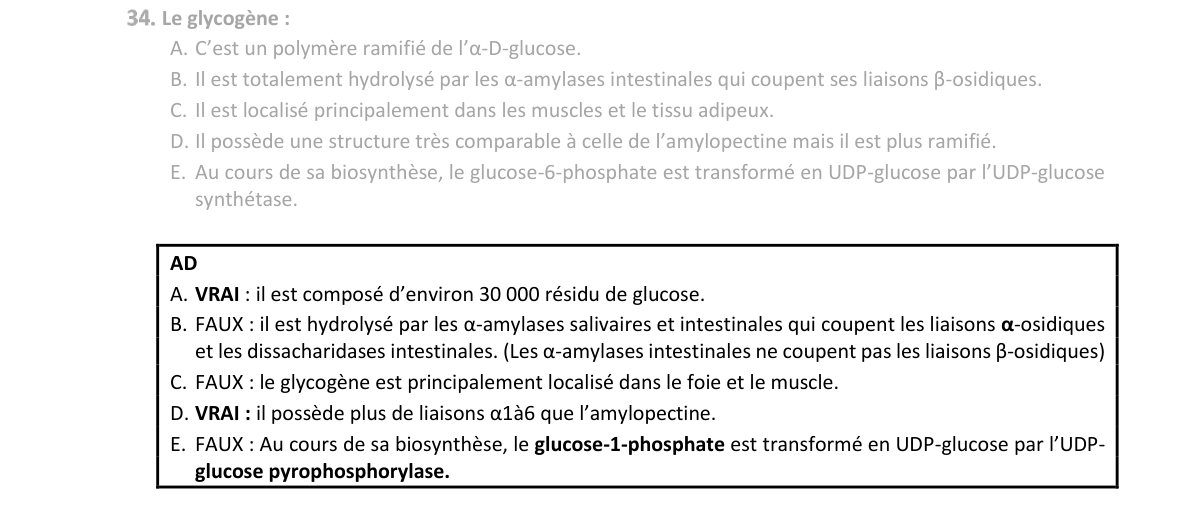 34. Le glycogène :
A. C’est un polymère ramifié de l’α-D-glucose.
B. Il est totalement hydrolysé par les α-amylases intestinales qui coupent ses liaisons β-osidiques.
C. Il est localisé principalement dans les muscles et le tissu adipeux.
D. Il possède une structure très comparable à celle de l’amylopectine mais il est plus ramifié.
E. Au cours de sa biosynthèse, le glucose-6-phosphate est transformé en UDP-glucose par l’UDP-glucose
synthétase.
AD
A. VRAI : il est composé d’environ 30 000 résidu de glucose.
B. FAUX : il est hydrolysé par les α-amylases salivaires et intestinales qui coupent les liaisons α-osidiques
et les dissacharidases intestinales. (Les α-amylases intestinales ne coupent pas les liaisons β-osidiques)
C. FAUX : le glycogène est principalement localisé dans le foie et le muscle.
D. VRAI : il possède plus de liaisons α1à6 que l’amylopectine.
E. FAUX : Au cours de sa biosynthèse, le glucose-1-phosphate est transformé en UDP-glucose par l’UDP-
glucose pyrophosphorylase.